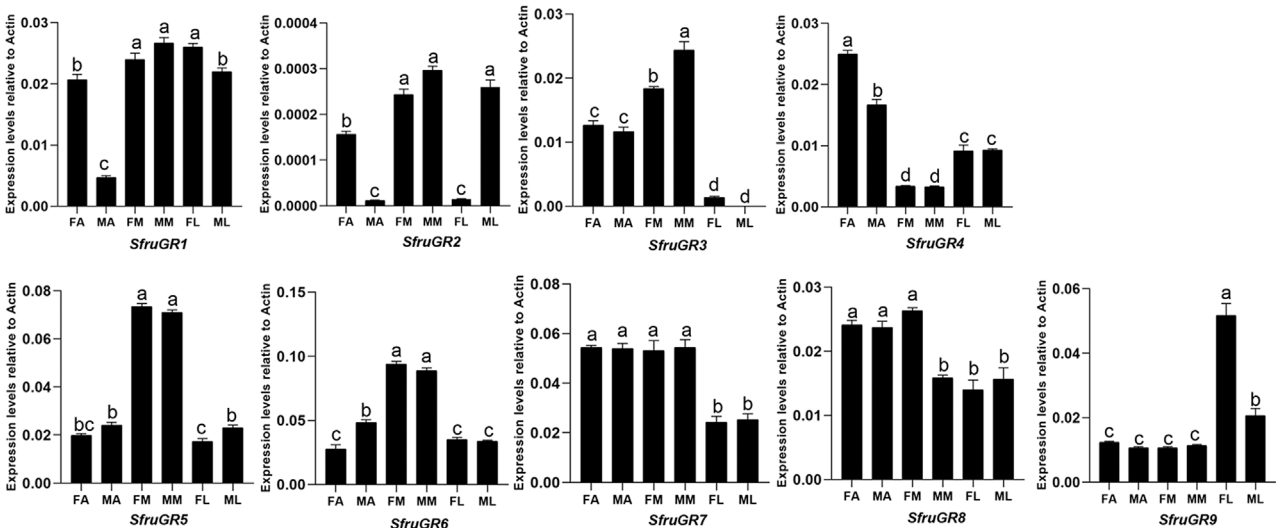 Expression levels relative to Actin
0.03
0.02
0.01
0.00
b
c
a
a
a
b
FA MA FM MM FL ML
SfruGR1
Expression levels relative to Actin
0.0004
0.0003
0.0002
0.0001
0.0000
b
c
a
a
c
a
FA MA FM MM FL ML
SfruGR2
Expression levels relative to Actin
0.03
0.02
0.01
0.00
c
c
b
a
d
d
FA MA FM MM FL ML
SfruGR3
Expression levels relative to Actin
0.03
0.02
0.01
0.00
a
b
d
d
c
c
FA MA FM MM FL ML
SfruGR4
Expression levels relative to Actin
0.08
0.06
0.04
0.02
0.00
bc
b
a
a
c
b
FA MA FM MM FL ML
SfruGR5
Expression levels relative to Actin
0.15
0.10
0.05
0.00
c
b
a
a
c
c
FA MA FM MM FL ML
SfruGR6
Expression levels relative to Actin
0.08
0.06
0.04
0.02
0.00
a
a
a
a
b
b
FA MA FM MM FL ML
SfruGR7
Expression levels relative to Actin
0.03
0.02
0.01
0.00
a
a
a
b
b
b
FA MA FM MM FL ML
SfruGR8
Expression levels relative to Actin
0.06
0.04
0.02
0.00
c
c
c
c
a
b
FA MA FM MM FL ML
SfruGR9